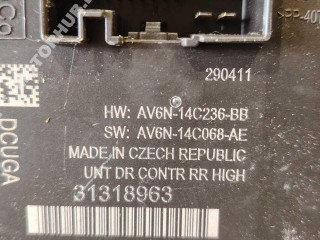 290411
HW: AV6N-14C236-BB
SW: AV6N-14C068-AE
MADE IN CZECH REPUBLIC
UNT DR CONTR RR HIGH
31318963
DCUGA